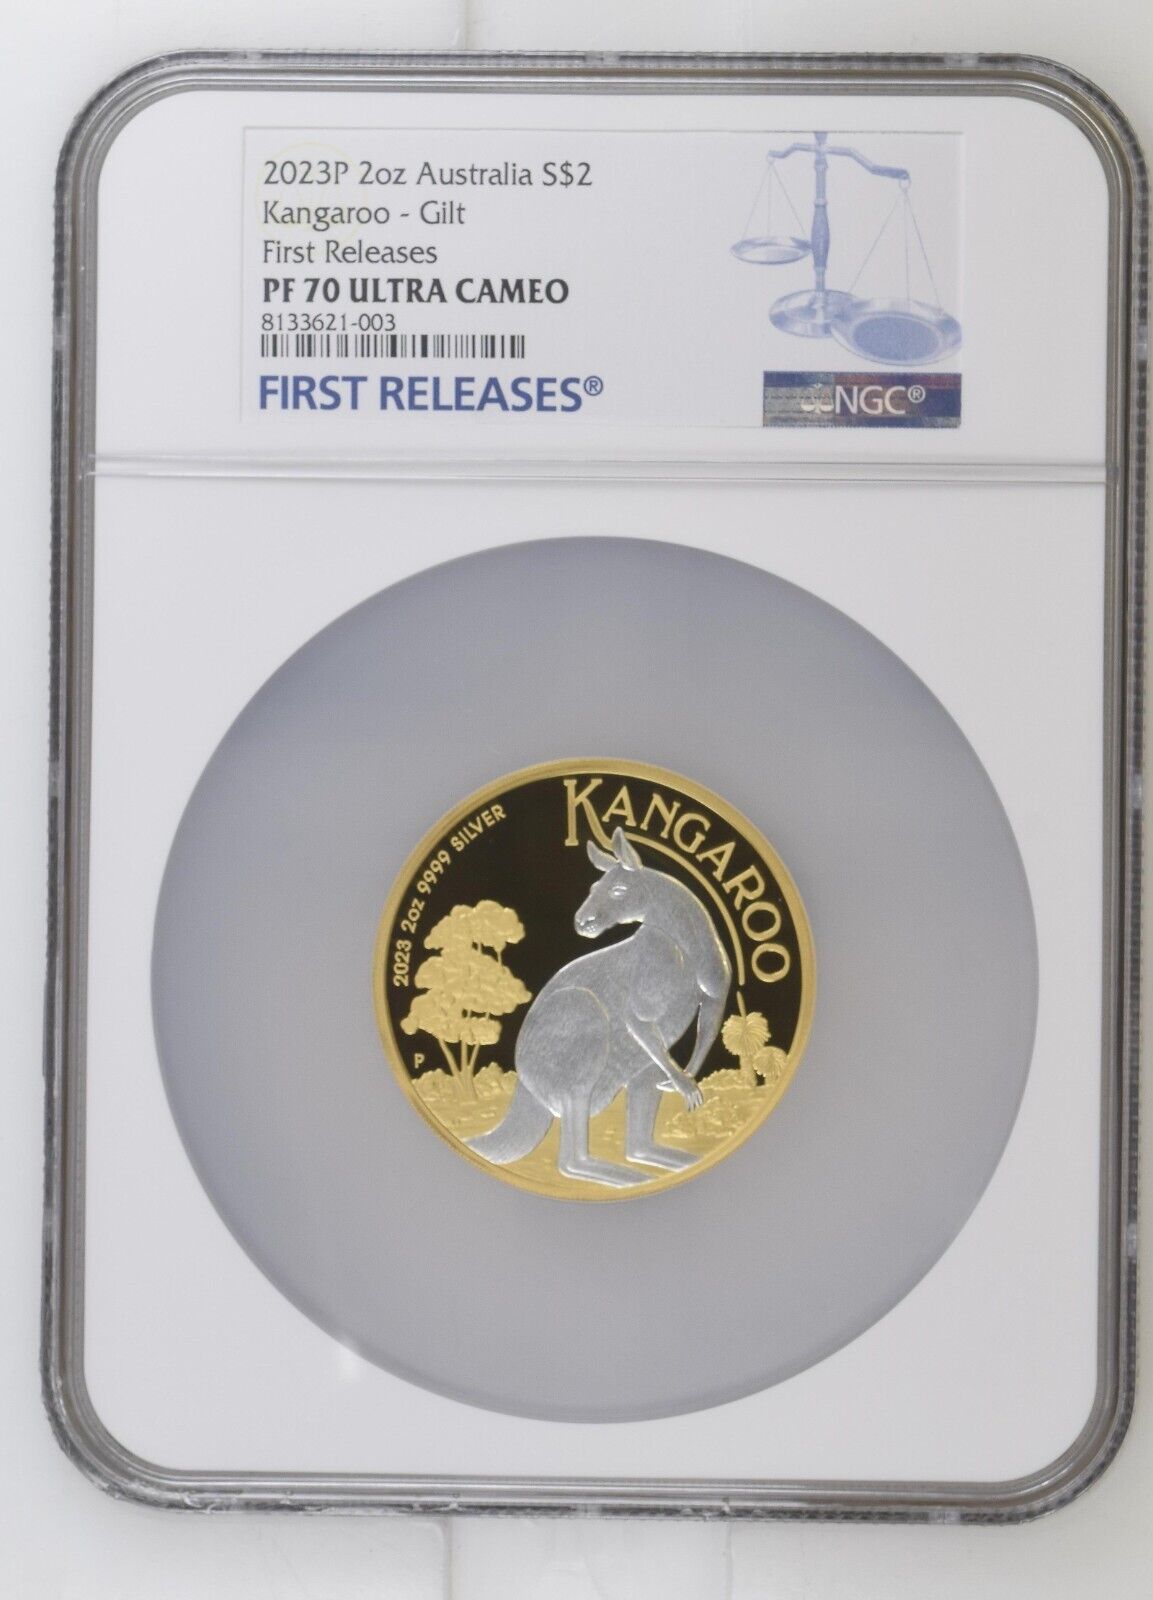 2023P 2oz Australia S$2
Kangaroo - Gilt
First Releases
PF 70 ULTRA CAMEO
8133621-003
FIRST RELEASES®
NGC®
KANGAROO
2023 2oz 9999 SILVER
P